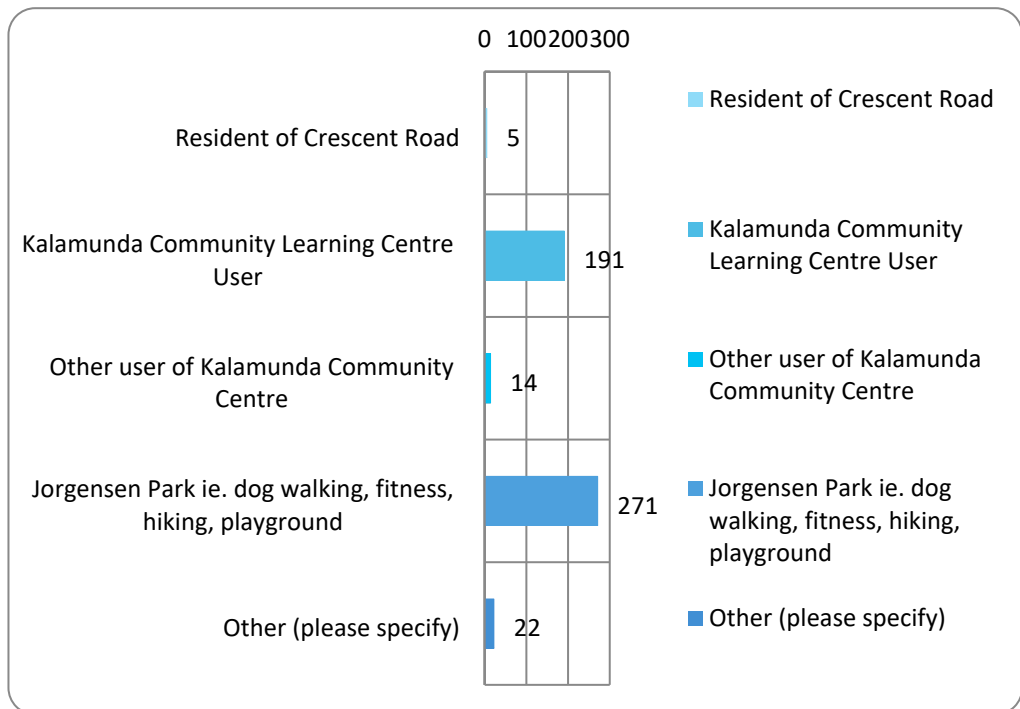 0 100 200 300
Resident of Crescent Road
5
Kalamunda Community Learning Centre
User
191
Other user of Kalamunda Community
Centre
14
Jorgensen Park ie. dog walking, fitness,
hiking, playground
271
Other (please specify)
22
Resident of Crescent Road
Kalamunda Community
Learning Centre User
Other user of Kalamunda
Community Centre
Jorgensen Park ie. dog
walking, fitness, hiking,
playground
Other (please specify)